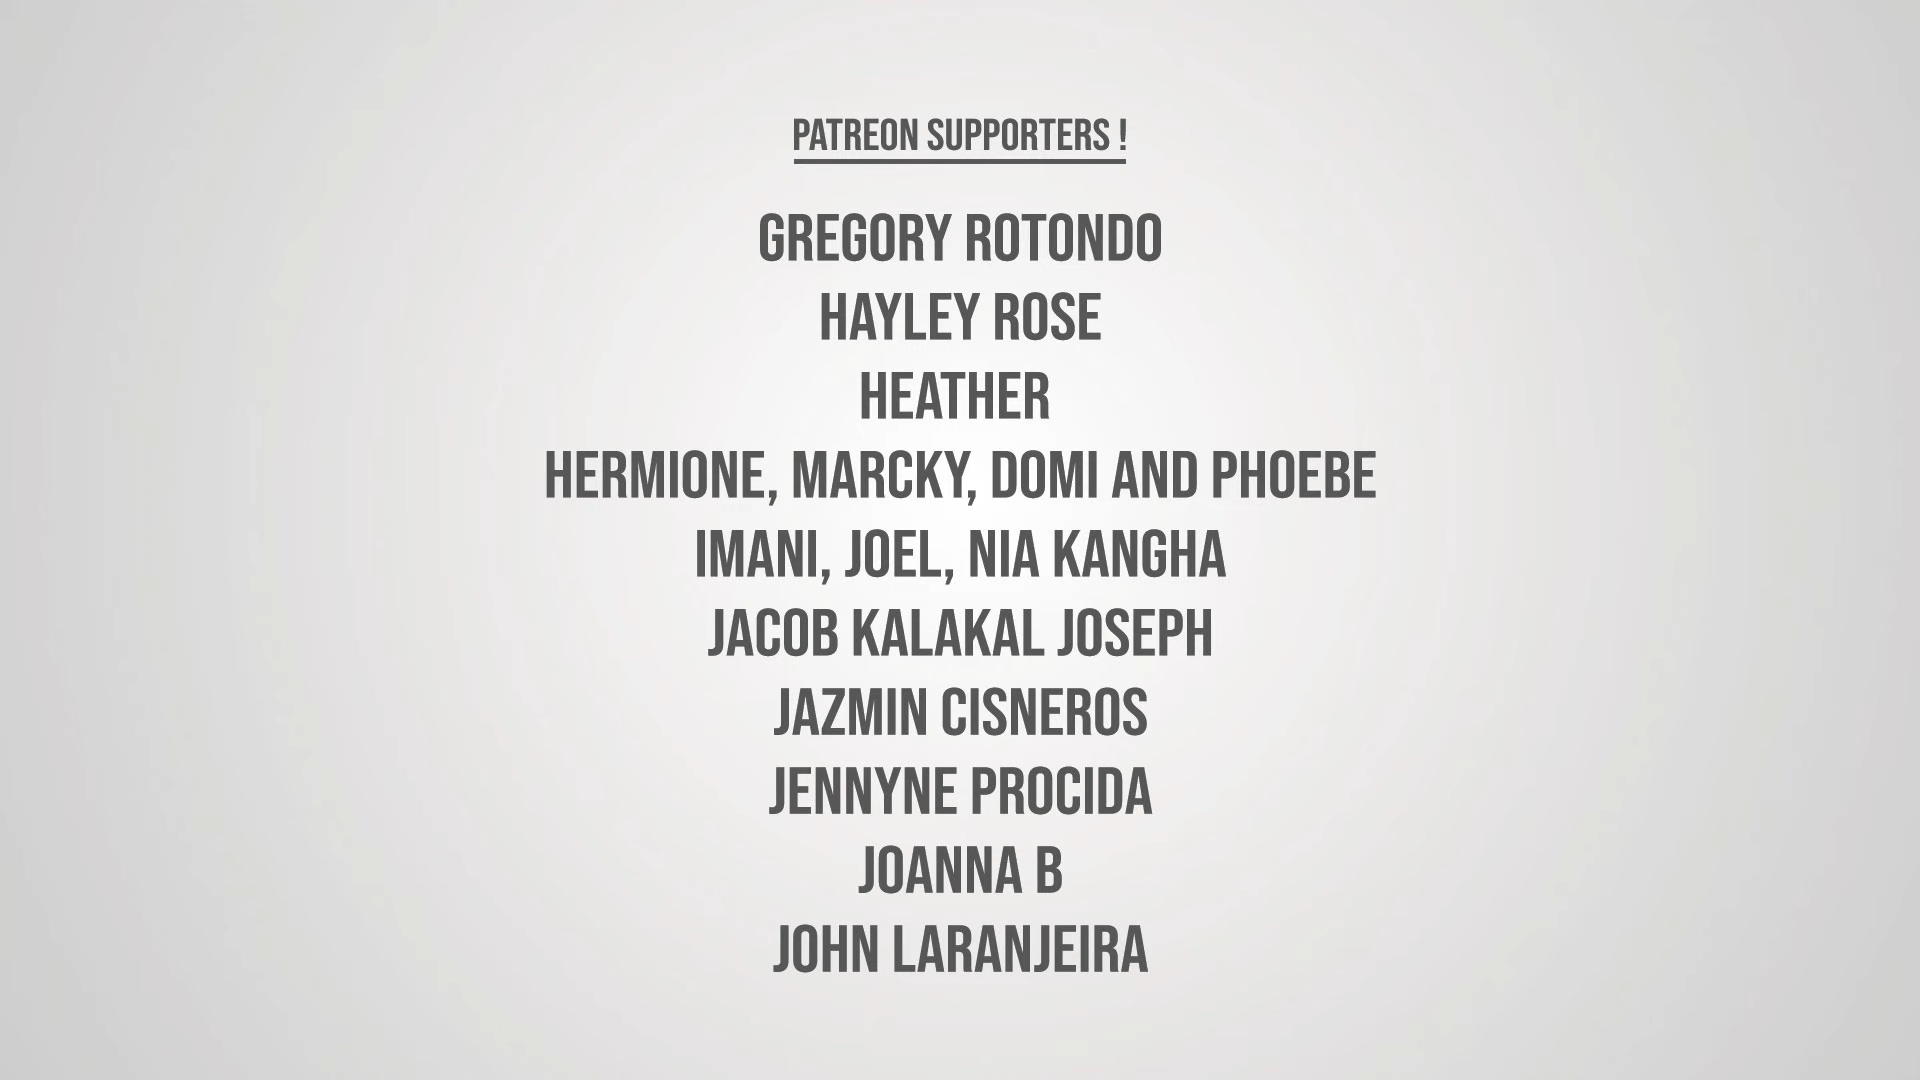 PATREON SUPPORTERS !
GREGORY ROTONDO
HAYLEY ROSE
HEATHER
HERMIONE, MARCKY, DOMI AND PHOEBE
IMANI, JOEL, NIA KANGHA
JACOB KALAKAL JOSEPH
JAZMIN CISNEROS
JENNYNE PROCIDA
JOANNA B
JOHN LARANJEIRA